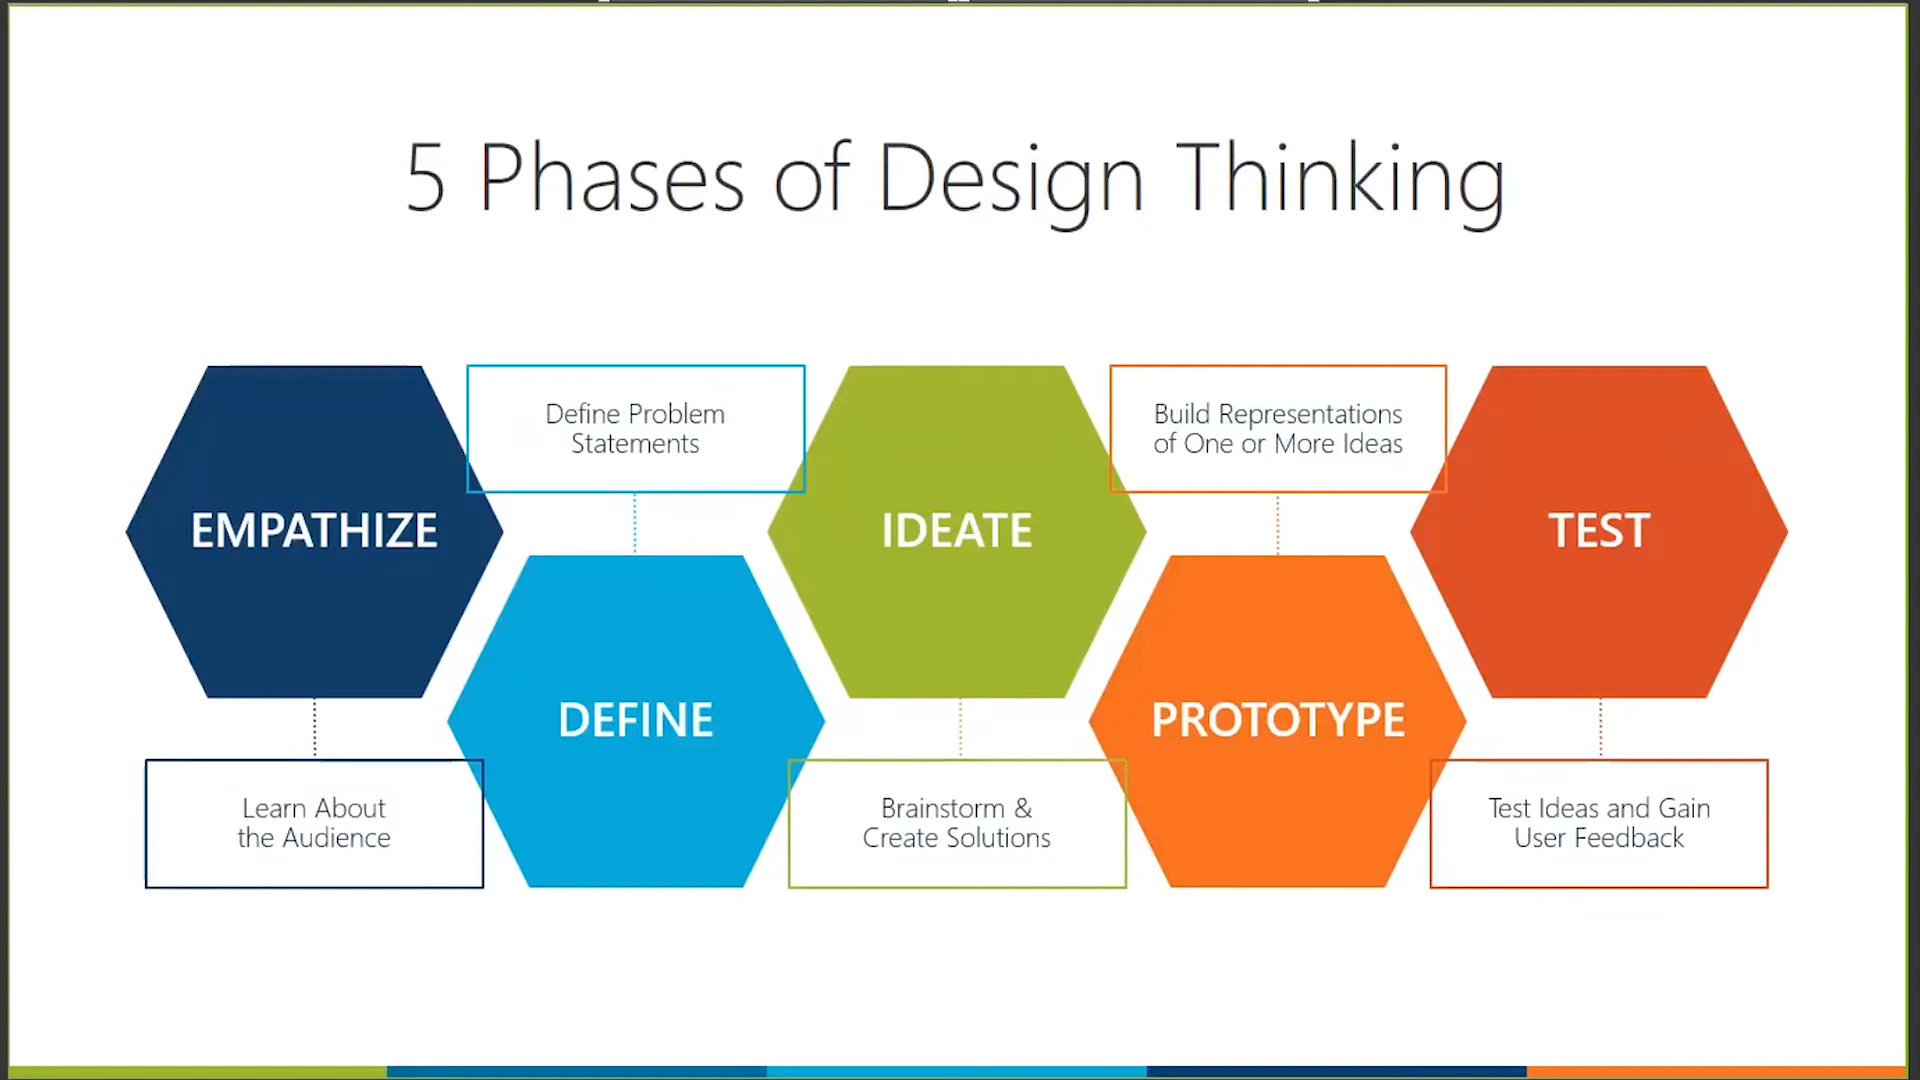 5 Phases of Design Thinking
EMPATHIZE
Learn About
the Audience
Define Problem
Statements
DEFINE
IDEATE
Brainstorm &
Create Solutions
Build Representations
of One or More Ideas
PROTOTYPE
TEST
Test Ideas and Gain
User Feedback